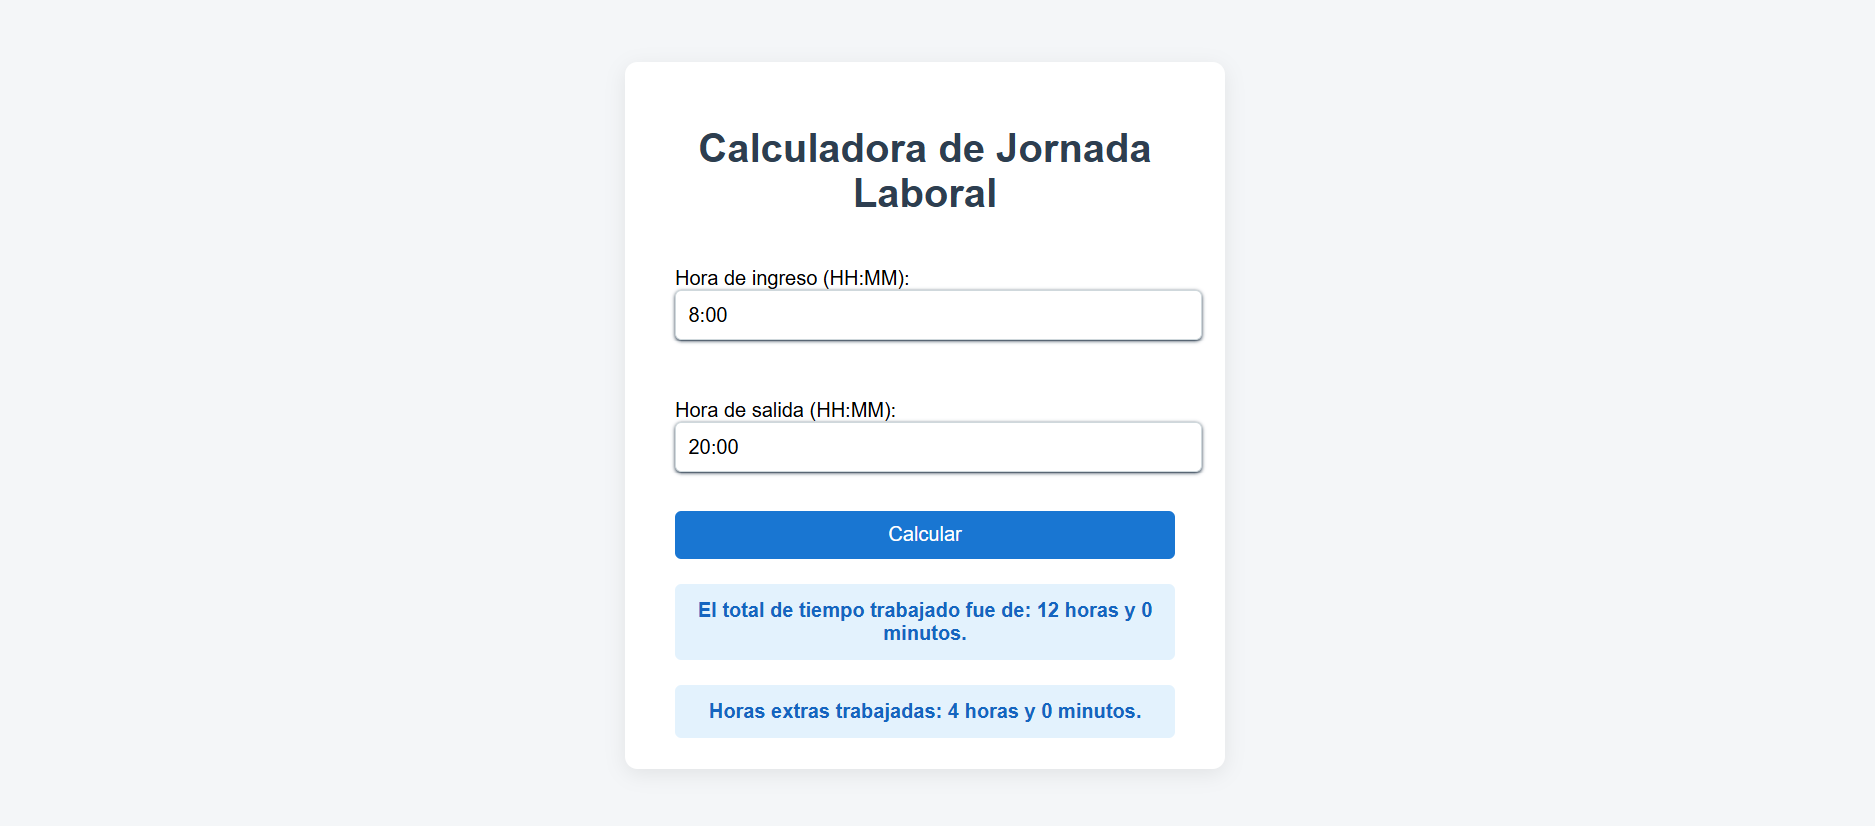 Calculadora de Jornada
Laboral
Hora de ingreso (HH:MM):
8:00
Hora de salida (HH:MM):
20:00
Calcular
El total de tiempo trabajado fue de: 12 horas y 0
minutos.
Horas extras trabajadas: 4 horas y 0 minutos.